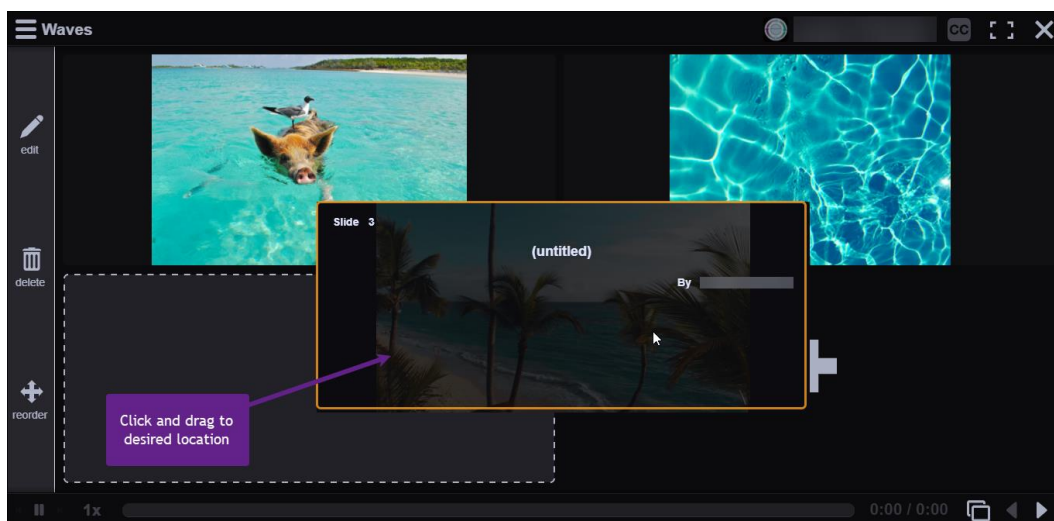 Waves
CC
edit
Slide 3
(untitled)
By
delete
reorder
Click and drag to
desired location
1x
0:00 / 0:00